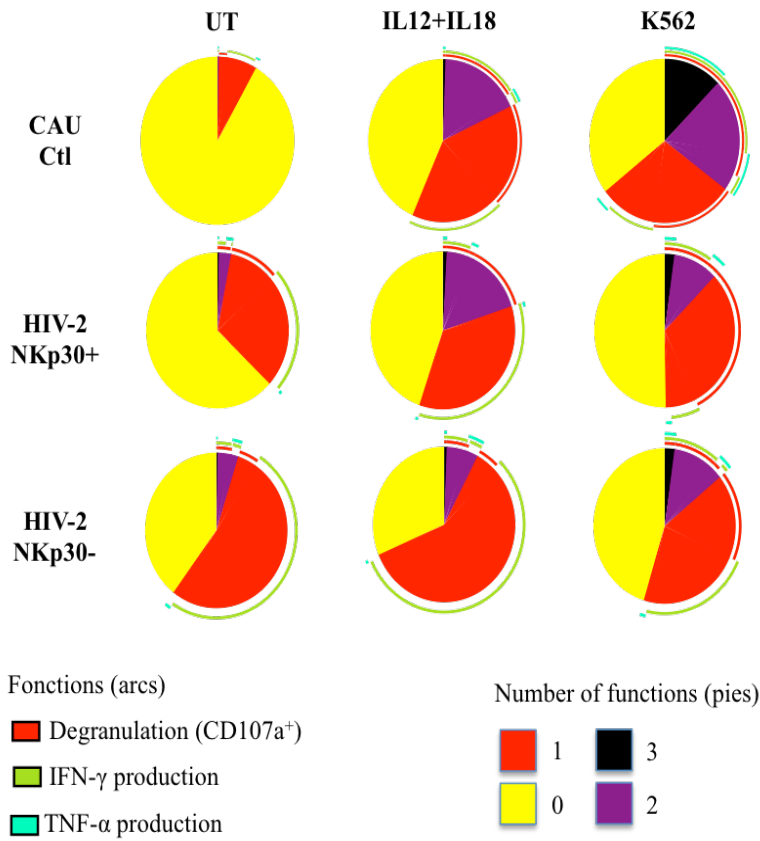 UT IL12+IL18 K562
CAU
Ctl
HIV-2
NKp30+
HIV-2
NKp30-
Fonctions (arcs)
Degranulation (CD107a⁺)
IFN-γ production
TNF-α production
Number of functions (pies)
1 3
0 2